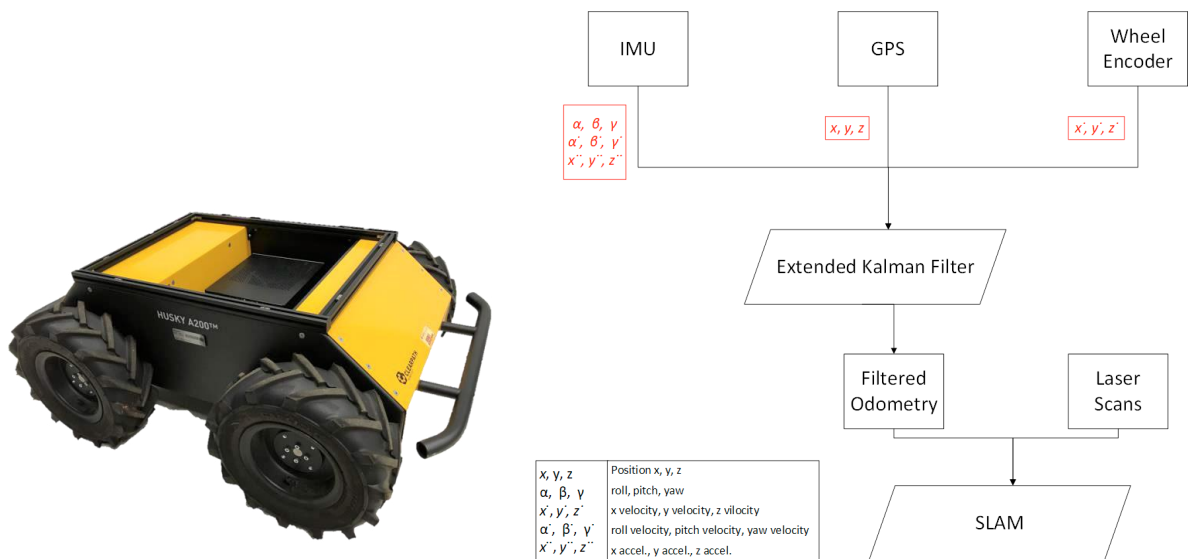 IMU
GPS
Wheel
Encoder
α, β, γ
α˙, β˙, γ˙
x¨, y¨, z¨
x, y, z
x˙, y˙, z˙
Extended Kalman Filter
Filtered
Odometry
Laser
Scans
SLAM
HUSKY A200™
CLEARPATH
x, y, z Position x, y, z
α, β, γ roll, pitch, yaw
x˙, y˙, z˙ x velocity, y velocity, z vilocity
α˙, β˙, γ˙ roll velocity, pitch velocity, yaw velocity
x¨, y¨, z¨ x accel., y accel., z accel.